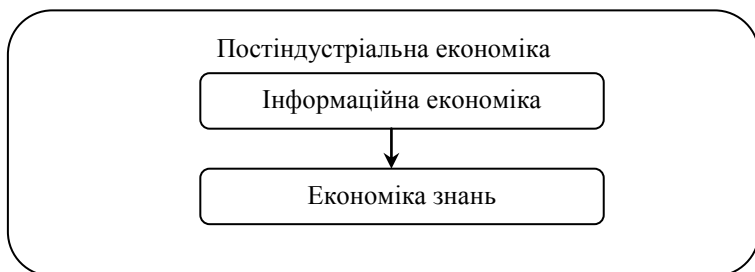 Постіндустріальна економіка
Інформаційна економіка
Економіка знань